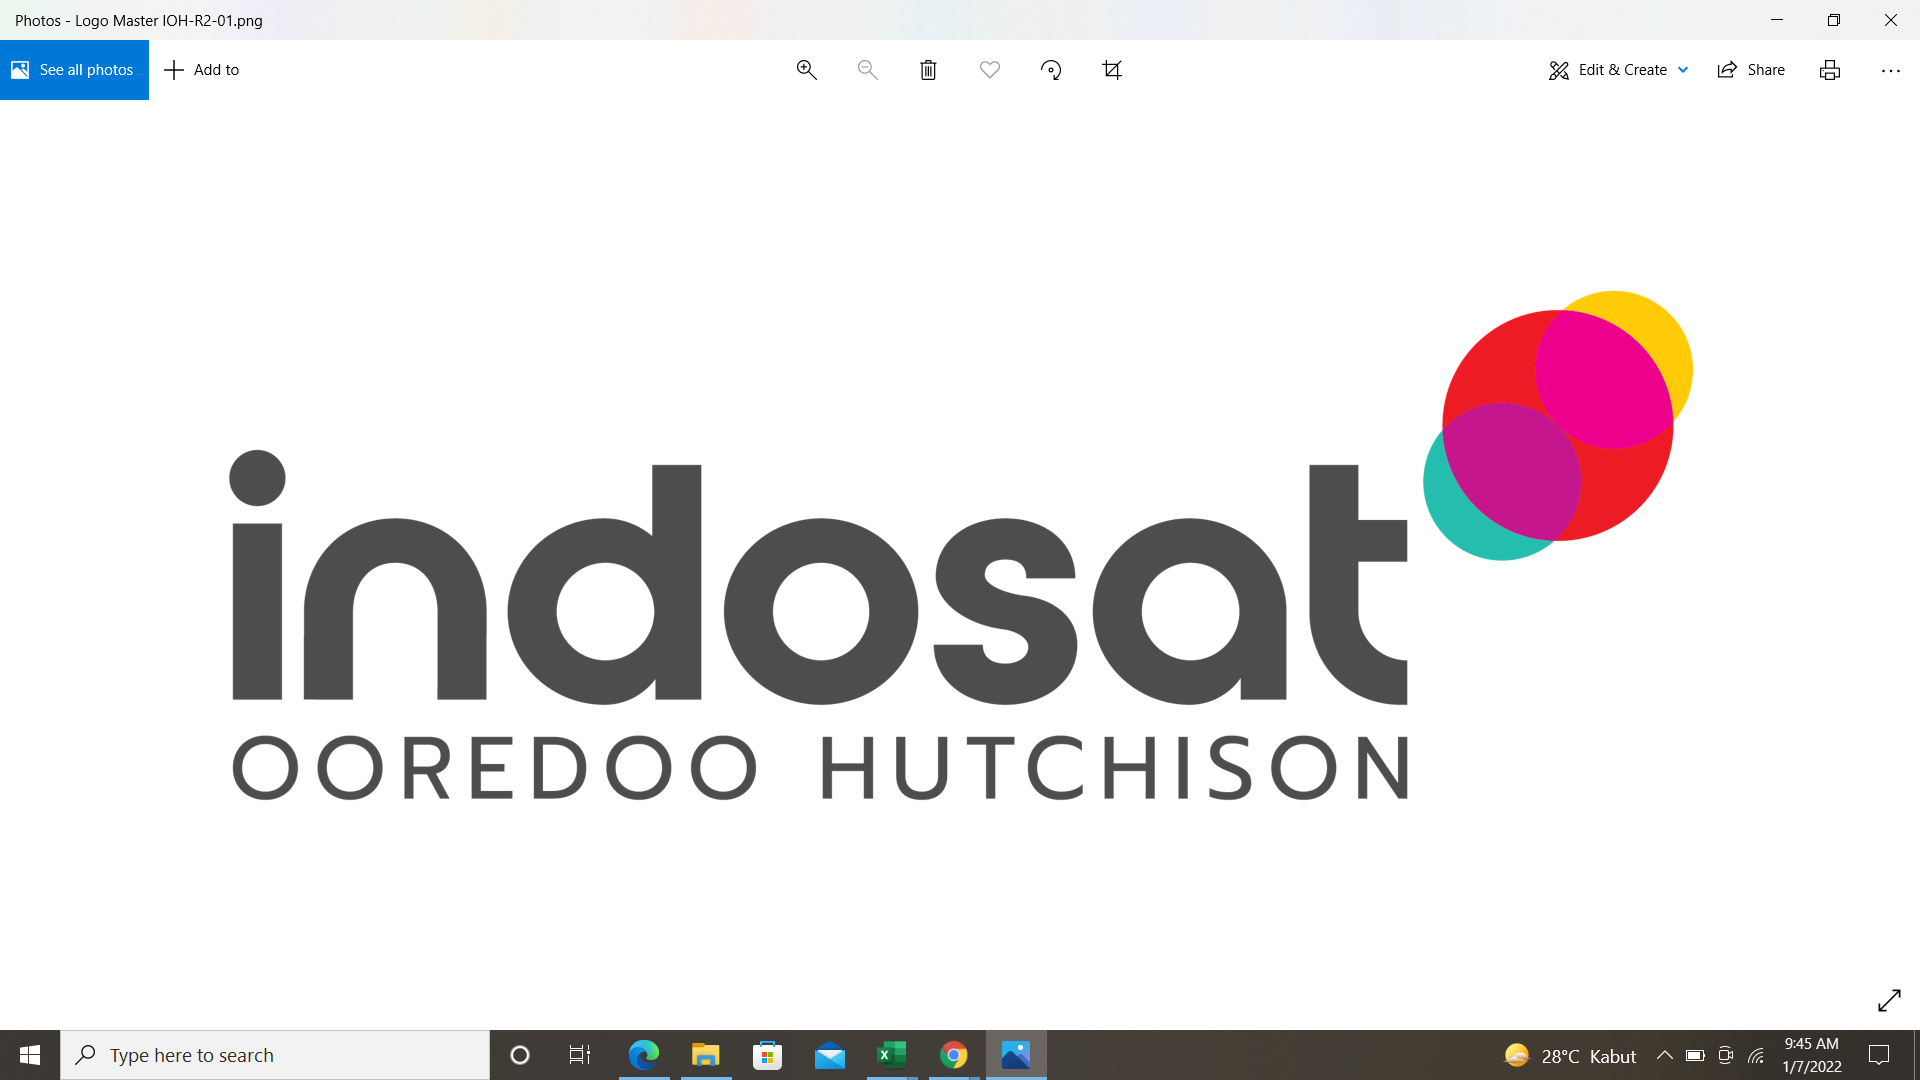 Photos - Logo Master IOH-R2-01.png
See all photos
Add to
Edit & Create
Share
indosat
OOREDOO HUTCHISON
Type here to search
28°C Kabut
9:45 AM
1/7/2022